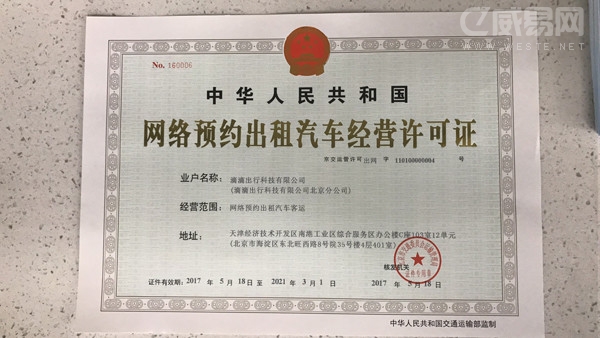 威易网
WWW.WESTE.NET
No. 160006
中华人民共和国
网络预约出租汽车经营许可证
京交运管许可 出网 字 110100000004 号
业户名称： 滴滴出行科技有限公司
(滴滴出行科技有限公司北京分公司)
经营范围： 网络预约出租汽车客运
地址： 天津经济技术开发区南港工业区综合服务区办公楼C座103室12单元
(北京市海淀区东北旺西路8号院36号楼4层401室)
核发机关
证件有效期： 2017 年 5 月 18日 至 2021 年 3 月 1 日 2017 年 5 月 18 日
中华人民共和国交通运输部监制